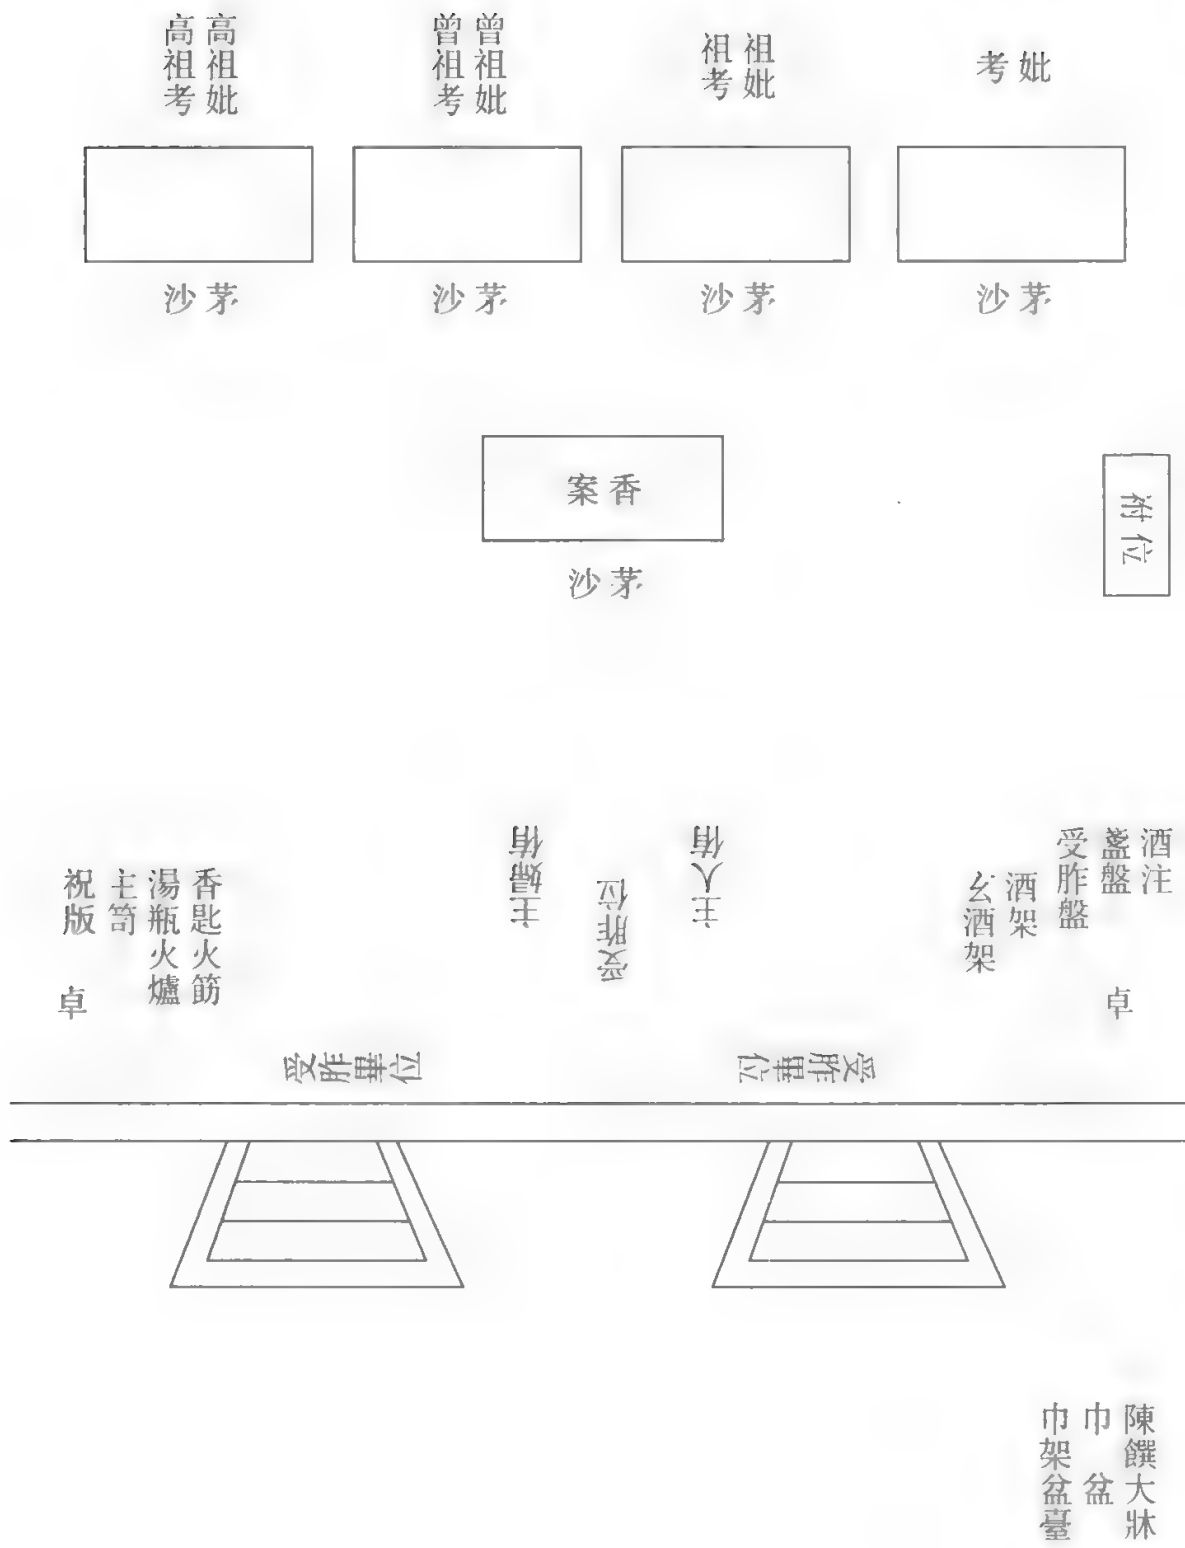 妣
考
祖妣
祖考
曾祖妣
曾祖考
高祖妣
高祖考
茅沙
茅沙
茅沙
茅沙
香案
茅沙
祔位
酒注
盞盤
受胙盤
卓
酒架
玄酒架
主人侑
受胙位
主婦侑
香匙火筯
湯瓶火爐
主笥
祝版
卓
受胙畢位
受胙畢位
陳饌大牀
巾盆
巾架盆臺